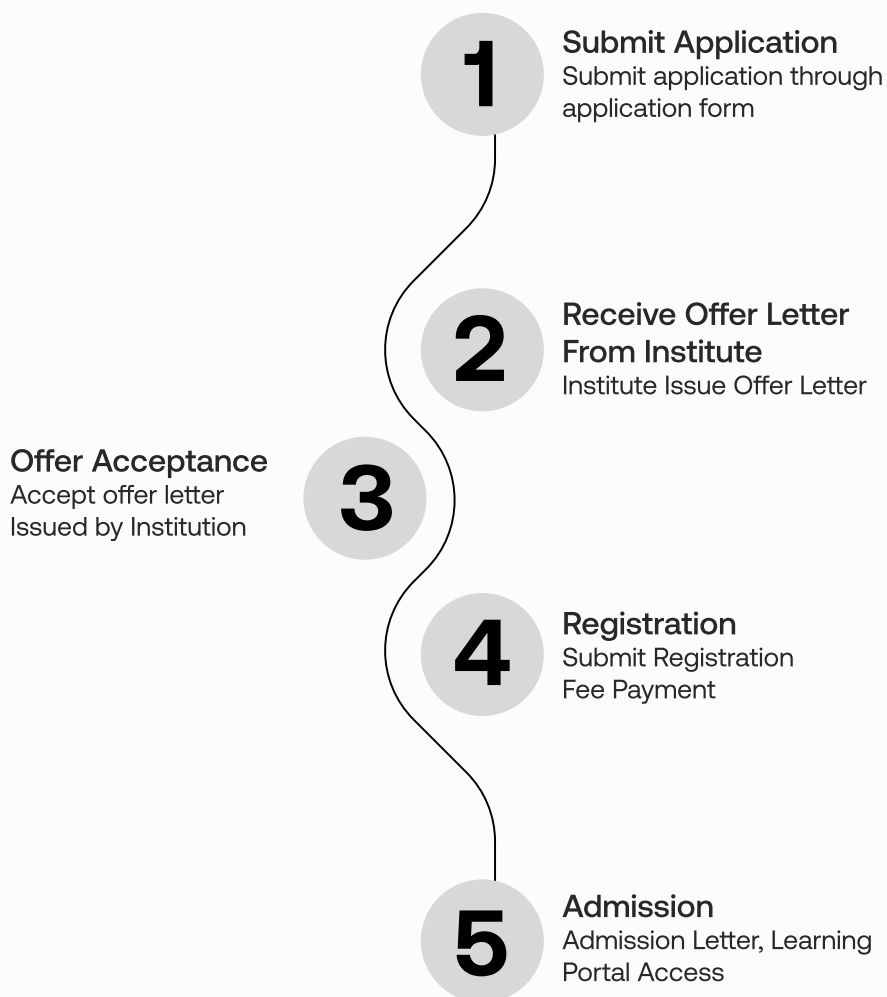 1
Submit Application
Submit application through
application form
2
Receive Offer Letter
From Institute
Institute Issue Offer Letter
Offer Acceptance
Accept offer letter
Issued by Institution
3
4
Registration
Submit Registration
Fee Payment
5
Admission
Admission Letter, Learning
Portal Access